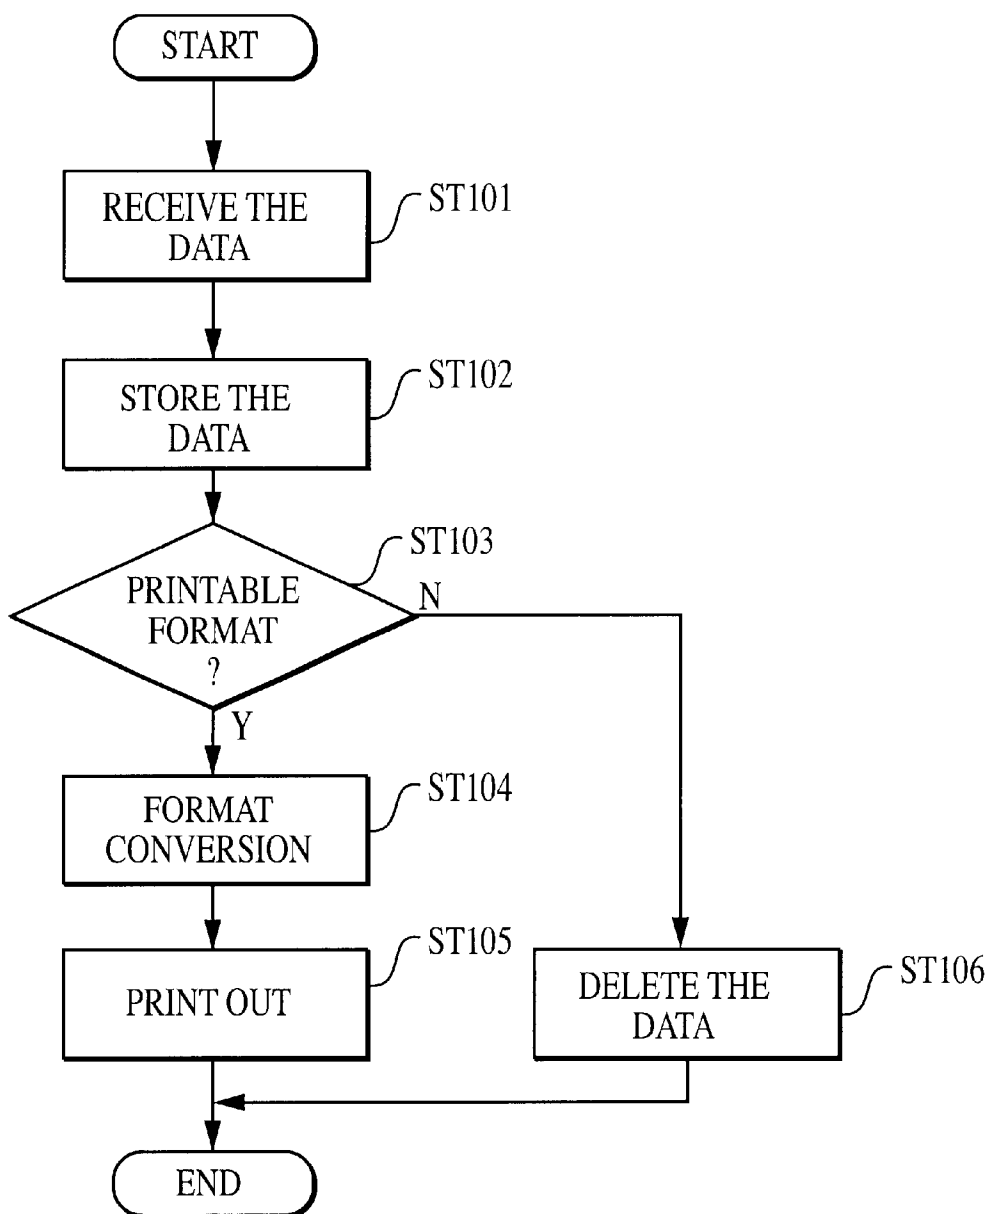 START
RECEIVE THE
DATA
ST101
STORE THE
DATA
ST102
ST103
PRINTABLE
FORMAT
?
N
Y
FORMAT
CONVERSION
ST104
PRINT OUT
ST105
DELETE THE
DATA
ST106
END